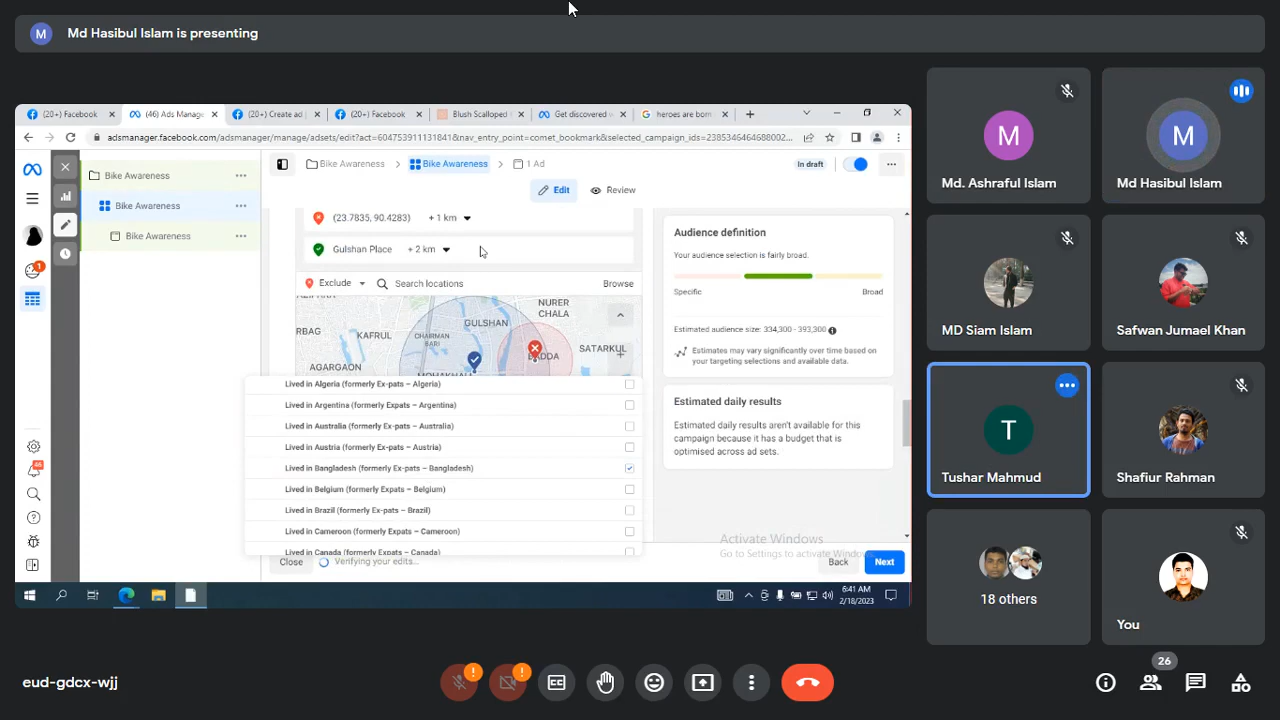 Md Hasibul Islam is presenting
M
(20+) Facebook
(46) Ads Manag
(20+) Create ad
(20+) Facebook
Blush Scalloped
Get discovered
heroes are born
adsmanager.facebook.com/adsmanager/manage/adsets/edit?act=604753911131841&nav_entry_point=comet_bookmark&selected_campaign_ids=2385346464688002...
Bike Awareness
Bike Awareness
Bike Awareness
Bike Awareness
Bike Awareness
1 Ad
In draft
Edit
Review
(23.7835, 90.4283) + 1 km
Gulshan Place + 2 km
Exclude
Search locations
Browse
NURER CHALA
GULSHAN
RBAG
KAFRUL
CHAIRMAN BARI
SATARKUL
AGARGAON
Lived in Algeria (formerly Ex-pats – Algeria)
Lived in Argentina (formerly Expats – Argentina)
Lived in Australia (formerly Ex-pats – Australia)
Lived in Austria (formerly Expats – Austria)
Lived in Bangladesh (formerly Ex-pats – Bangladesh)
Lived in Belgium (formerly Expats – Belgium)
Lived in Brazil (formerly Ex-pats – Brazil)
Lived in Cameroon (formerly Expats – Cameroon)
Lived in Canada (formerly Expats – Canada)
Close
Verifying your edits...
Audience definition
Your audience selection is fairly broad.
Specific
Broad
Estimated audience size: 334,300 - 393,300
Estimates may vary significantly over time based on
your targeting selections and available data.
Estimated daily results
Estimated daily results aren't available for this
campaign because it has a budget that is
optimised across ad sets.
Activate Windows
Go to Settings to activate Windows.
Back
Next
1
46
6:41 AM
2/18/2023
M
Md. Ashraful Islam
M
Md Hasibul Islam
MD Siam Islam
Safwan Jumael Khan
T
Tushar Mahmud
Shafiur Rahman
18 others
You
eud-gdcx-wjj
26